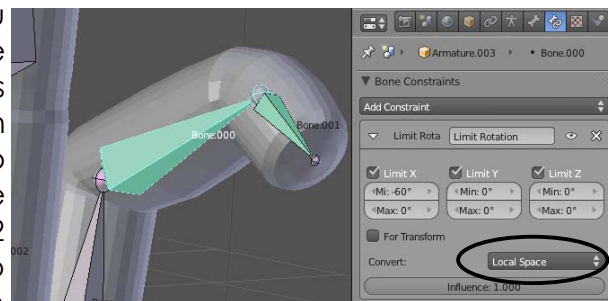 Armature.003
Bone.000
Bone Constraints
Add Constraint
Limit Rota
Limit Rotation
Limit X
Limit Y
Limit Z
Mi: -60°
Min: 0°
Min: 0°
Max: 0°
Max: 0°
Max: 0°
For Transform
Convert:
Local Space
Influence: 1.000
Bone.000
Bone.001
002